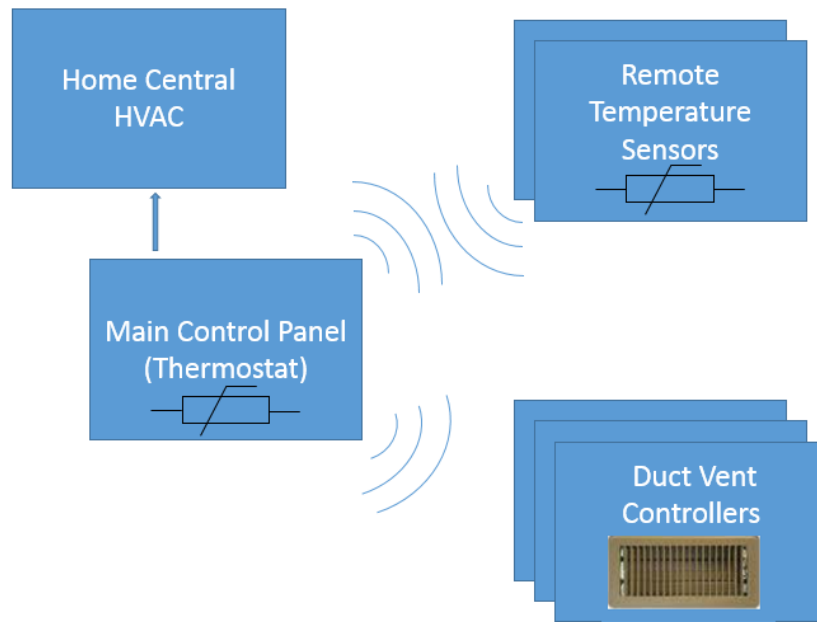 Home Central
HVAC
Remote
Temperature
Sensors
Main Control Panel
(Thermostat)
Duct Vent
Controllers